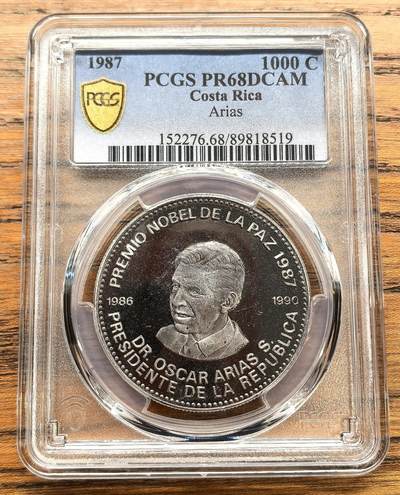 1987 1000 C
PCGS PR68DCAM
Costa Rica
Arias
PCGS
152276.68/89818519
PREMIO NOBEL DE LA PAZ 1987
1986 1990
DR. OSCAR ARIAS S.
PRESIDENTE DE LA REPUBLICA